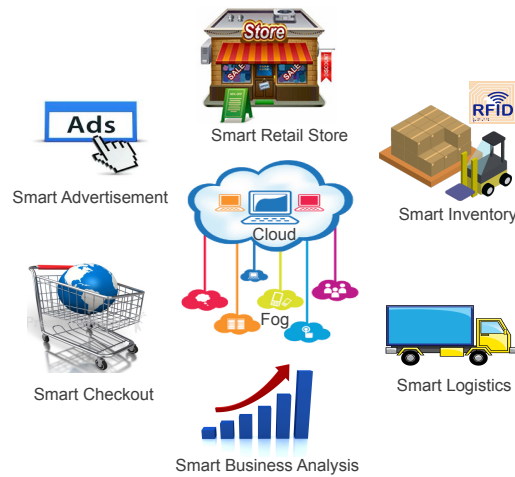 Store
SALE
SALE
Smart Retail Store
Ads
Smart Advertisement
RFID
Smart Inventory
Cloud
Fog
Smart Checkout
Smart Logistics
Smart Business Analysis